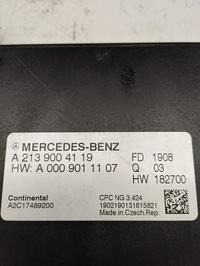 MERCEDES-BENZ
A 213 900 41 19 FD 1908
HW: A 000 901 11 07 Q 03
HW 182700
Continental CPC NG 3.424
A2C17489200 1902190131615821
Made in Czech.Rep.